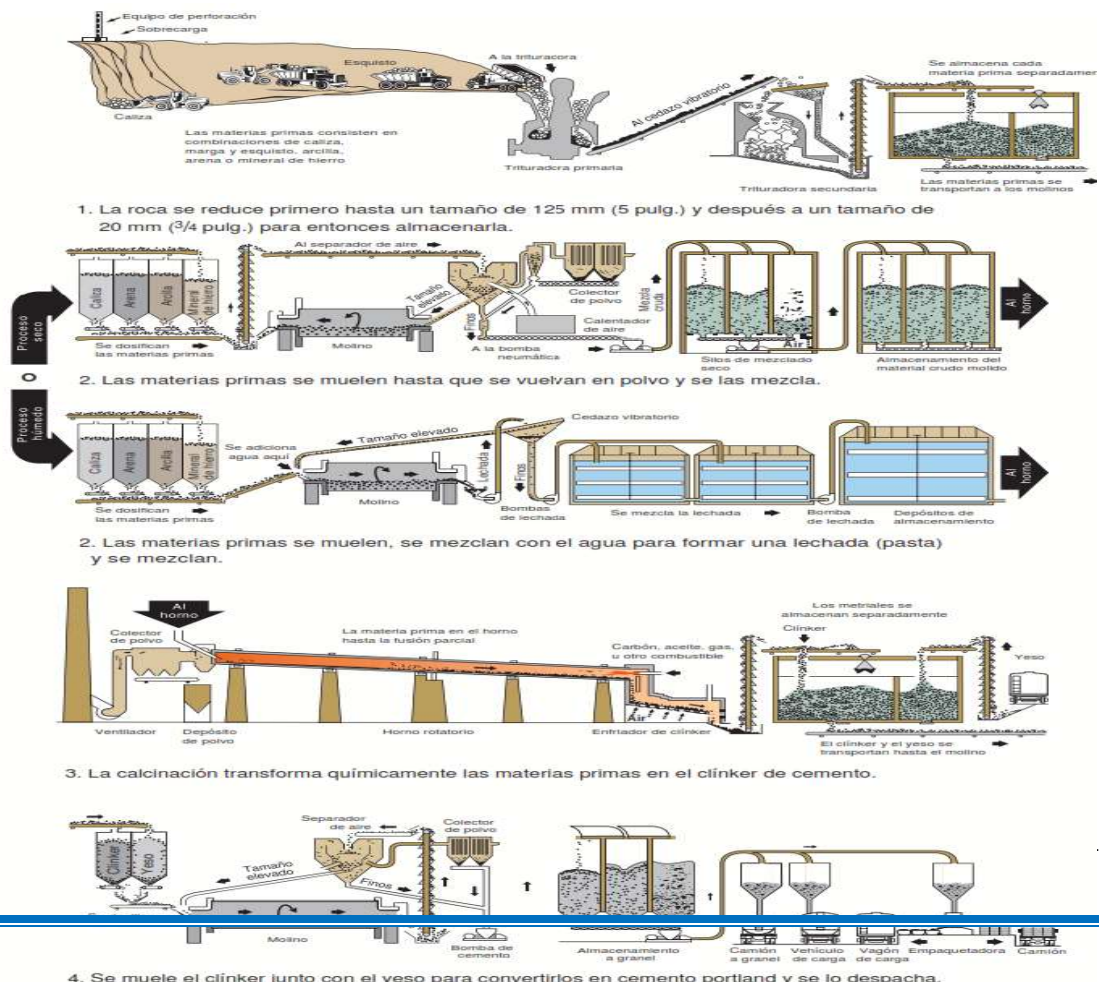 Equipo de perforación
Sobrecarga
Esquisto
Caliza
Las materias primas consisten en
combinaciones de caliza,
marga y esquisto, arcilla,
arena o mineral de hierro
A la trituracora
Trituradora primaria
Al cedazo vibratorio
Trituradora secundaria
Se almacena cada
materia prima separadamer
Las materias primas se
transportan a los molinos
1. La roca se reduce primero hasta un tamaño de 125 mm (5 pulg.) y después a un tamaño de
20 mm (3/4 pulg.) para entonces almacenarla.
Proceso
seco
Caliza
Arena
Arcilla
Mineral
de hierro
Se dosifican
las materias primas
Al separador de aire
Tamaño
elevado
Molino
Finos
A la bomba
neumática
Colector
de polvo
Calentador
de aire
Mezcla
cruda
Air
Silos de mezclado
seco
Almacenamiento del
material crudo molido
Al
horno
O
2. Las materias primas se muelen hasta que se vuelvan en polvo y se las mezcla.
Proceso
húmedo
Caliza
Arena
Arcilla
Mineral
de hierro
Se dosifican
las materias primas
Se adiciona
agua aquí
Tamaño elevado
Molino
Lechada
Cedazo vibratorio
Finos
Bombas
de lechada
Se mezcla la lechada
Bomba
de lechada
Depósitos de
almacenamiento
Al
horno
2. Las materias primas se muelen, se mezclan con el agua para formar una lechada (pasta)
y se mezclan.
Al
horno
Colector
de polvo
La materia prima en el horno
hasta la fusión parcial
Carbón, aceite, gas,
u otro combustible
Ventilador
Depósito
de polvo
Horno rotatorio
Air
Enfriador de clínker
Los metriales se
almacenan separadamente
Clínker
Yeso
El clínker y el yeso se
transportan hasta el molino
3. La calcinación transforma químicamente las materias primas en el clínker de cemento.
Clínker
Yeso
Tamaño
elevado
Separador
de aire
Finos
Colector
de polvo
Molino
Bomba de
cemento
Almacenamiento
a granel
Camión
a granel
Vehículo
de carga
Vagón
de carga
Empaquetadora
Camión
4. Se muele el clínker junto con el yeso para convertirlos en cemento portland y se lo despacha.